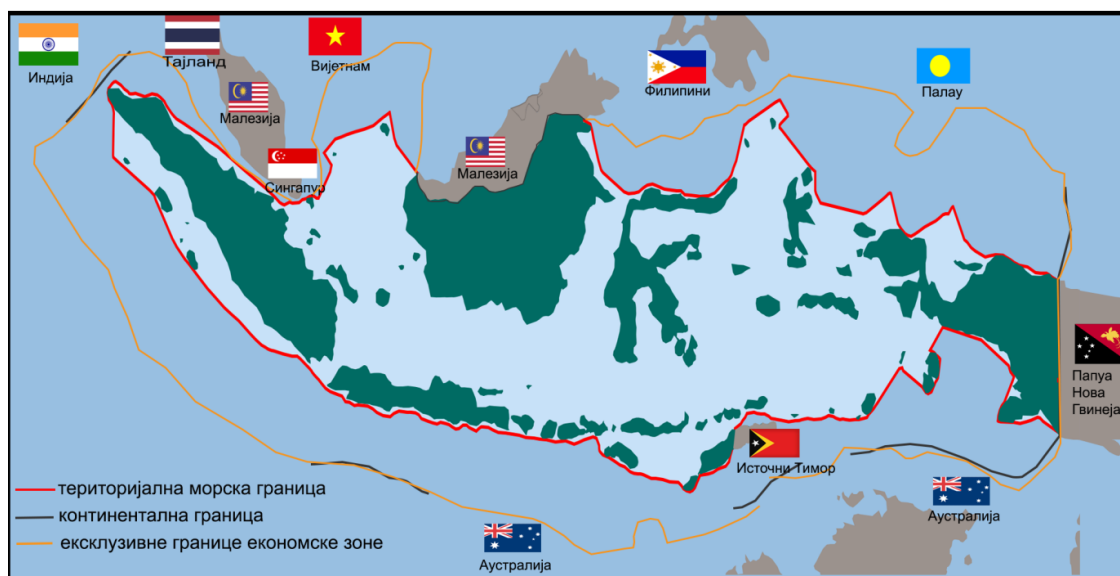 Индија
Тајланд
Вијетнам
Малезија
Сингапур
Малезија
Филипини
Палау
Папуа
Нова
Гвинеја
Источни Тимор
Аустралија
Аустралија
територијална морска граница
континентална граница
ексклузивне границе економске зоне